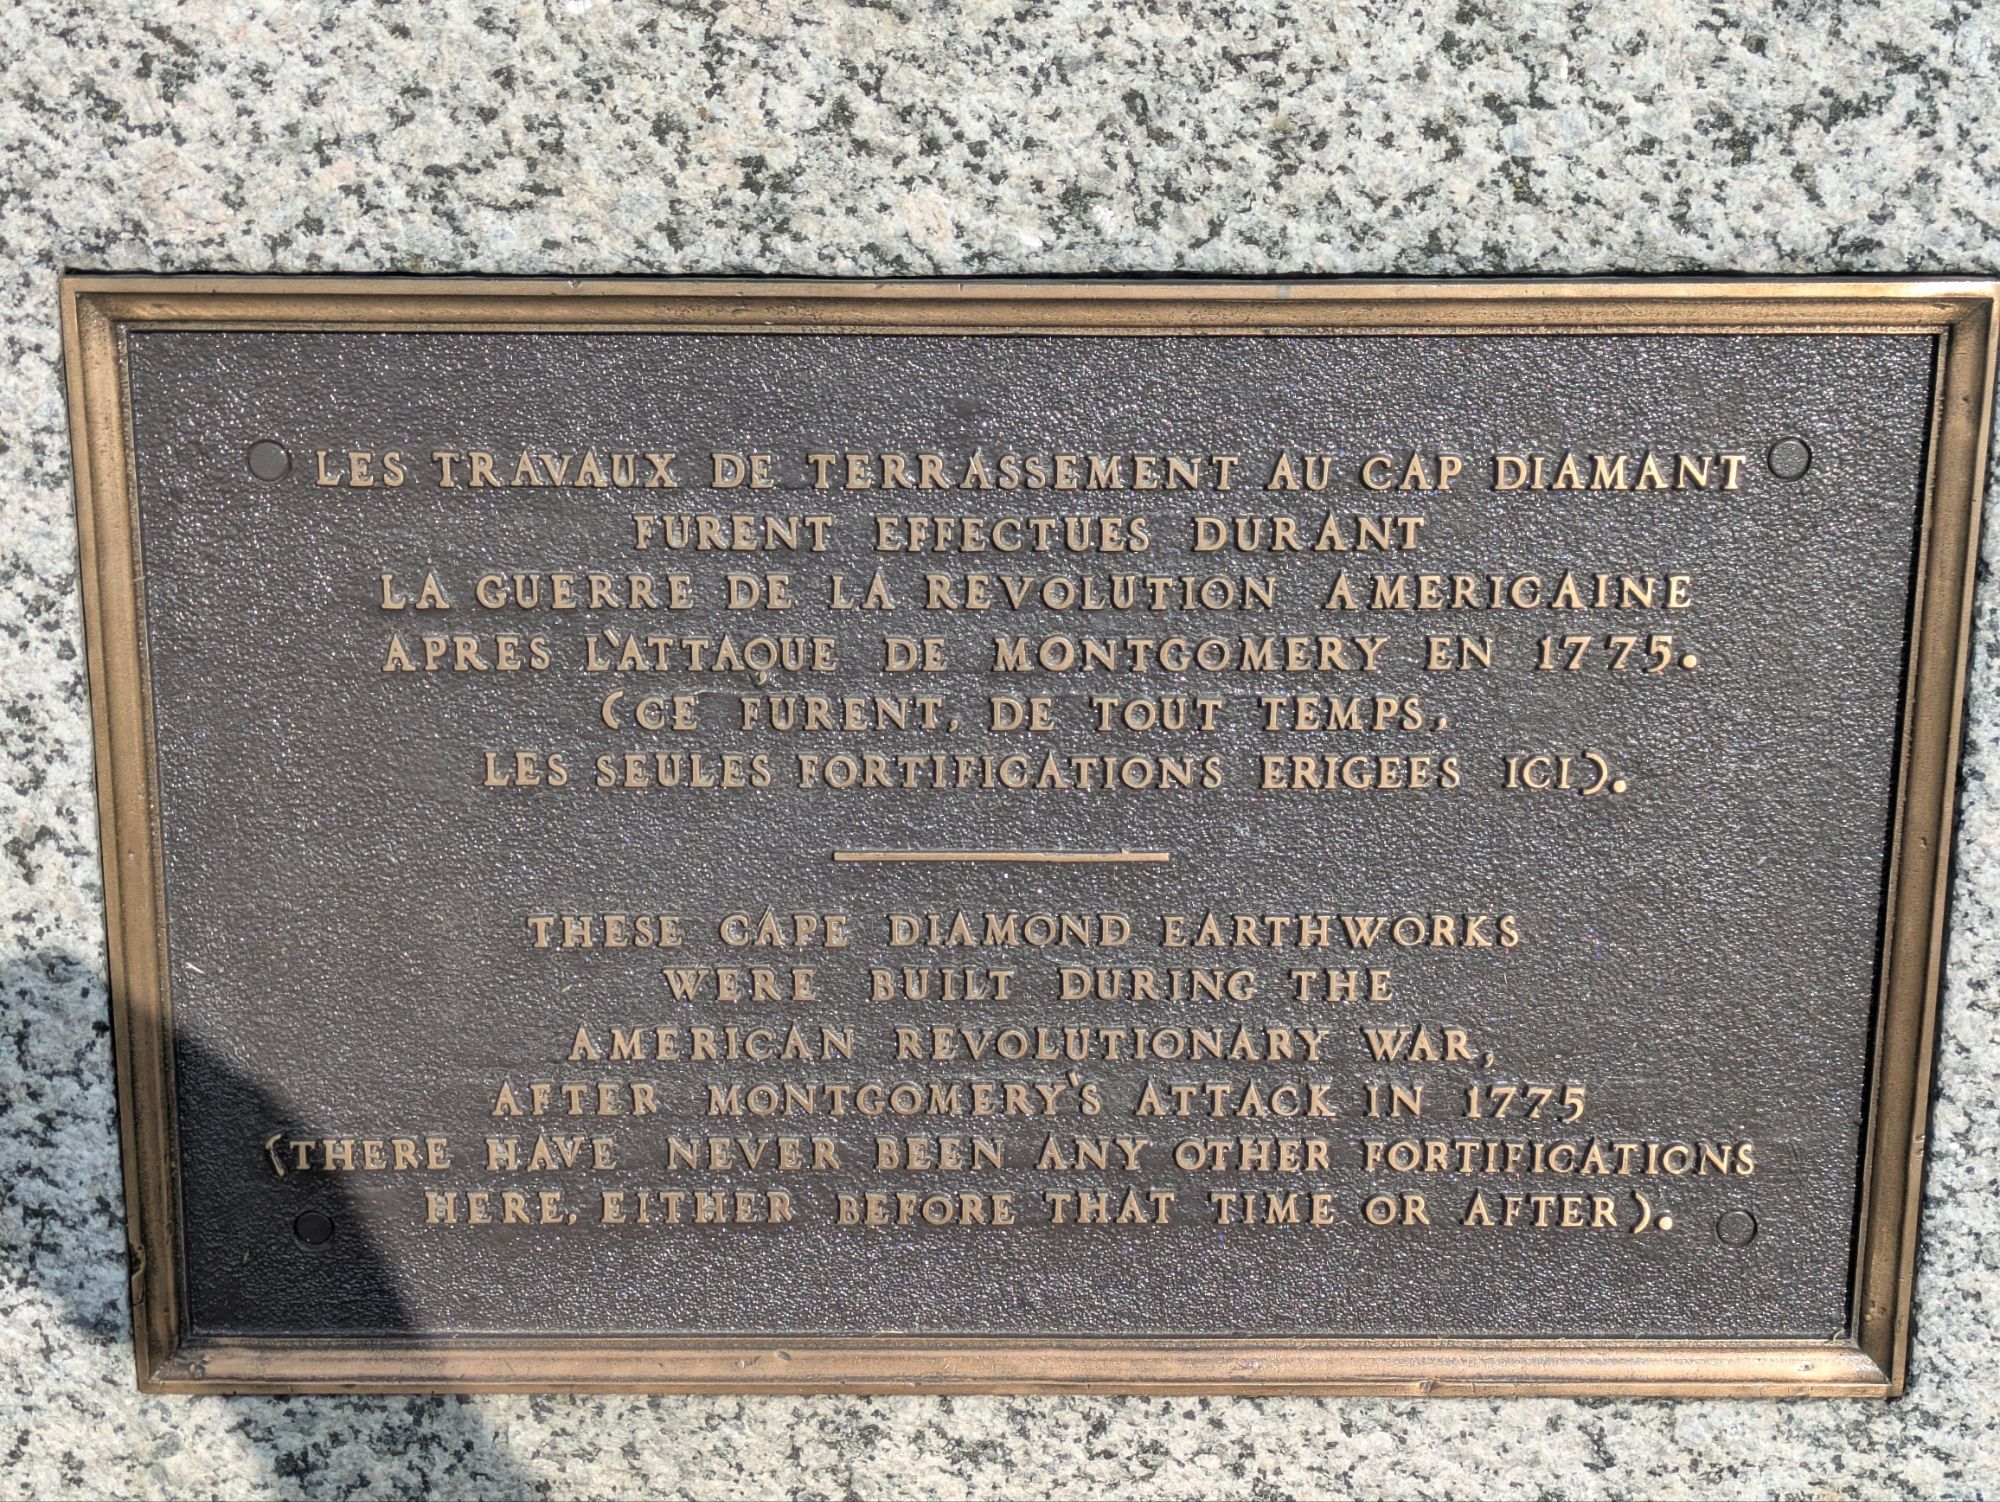 LES TRAVAUX DE TERRASSEMENT AU CAP DIAMANT
FURENT EFFECTUES DURANT
LA GUERRE DE LA REVOLUTION AMERICAINE
APRES L'ATTAQUE DE MONTGOMERY EN 1775.
(CE FURENT, DE TOUT TEMPS,
LES SEULES FORTIFICATIONS ERIGEES ICI).
THESE CAPE DIAMOND EARTHWORKS
WERE BUILT DURING THE
AMERICAN REVOLUTIONARY WAR,
AFTER MONTGOMERY'S ATTACK IN 1775
(THERE HAVE NEVER BEEN ANY OTHER FORTIFICATIONS
HERE, EITHER BEFORE THAT TIME OR AFTER).